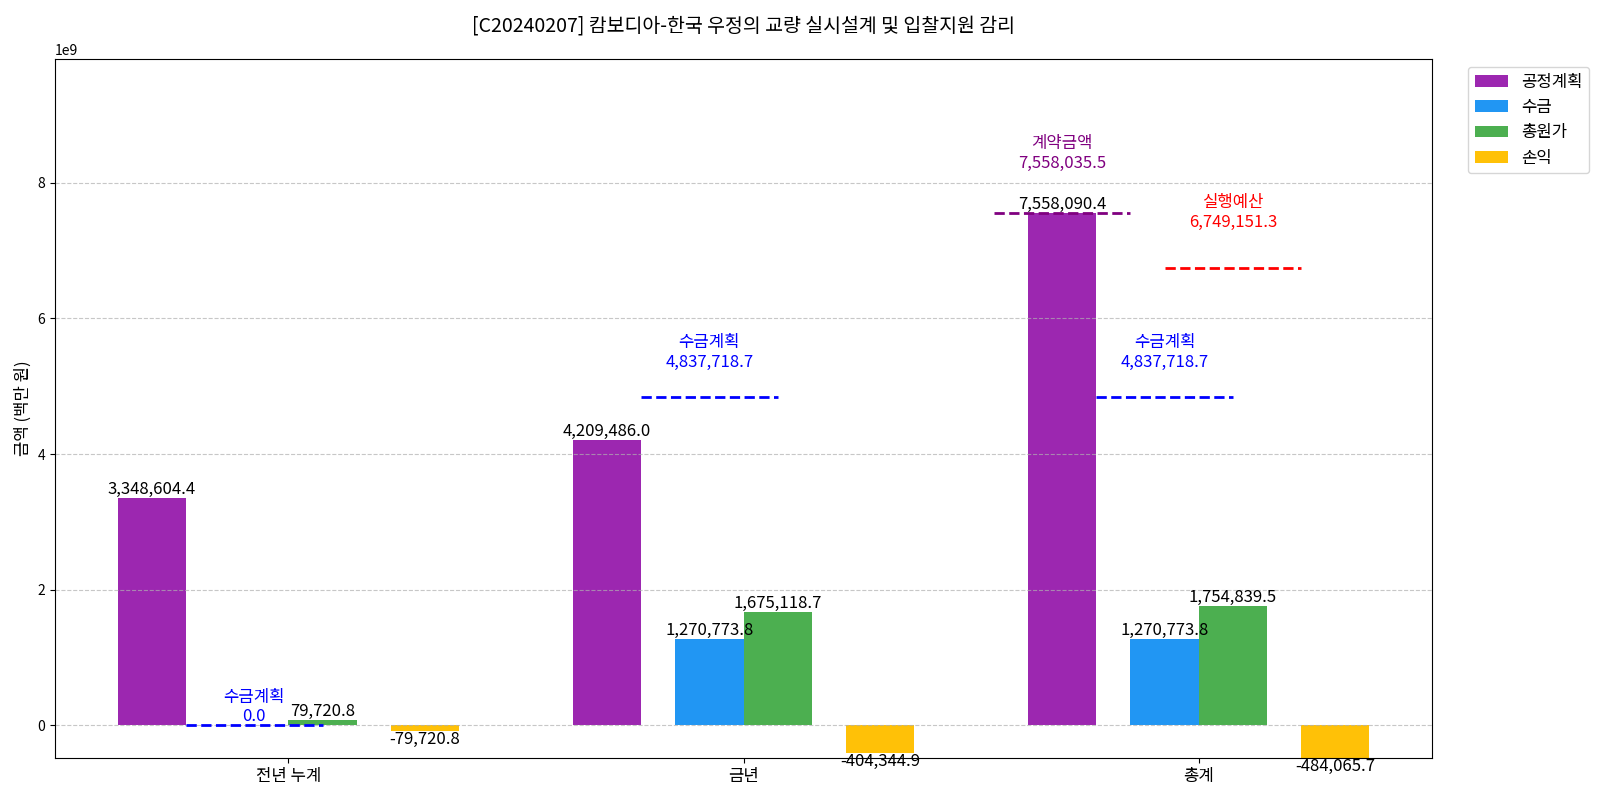 [C20240207] 캄보디아-한국 우정의 교량 실시설계 및 입찰지원 감리
1e9
공정계획
수금
총원가
손익
계약금액
7,558,035.5
7,558,090.4
실행예산
6,749,151.3
수금계획
4,837,718.7
수금계획
4,837,718.7
4,209,486.0
3,348,604.4
1,675,118.7
1,754,839.5
1,270,773.8
1,270,773.8
수금계획
0.0
79,720.8
-79,720.8
-404,344.9
-484,065.7
8
6
4
2
0
금액 (백만 원)
전년 누계
금년
총계